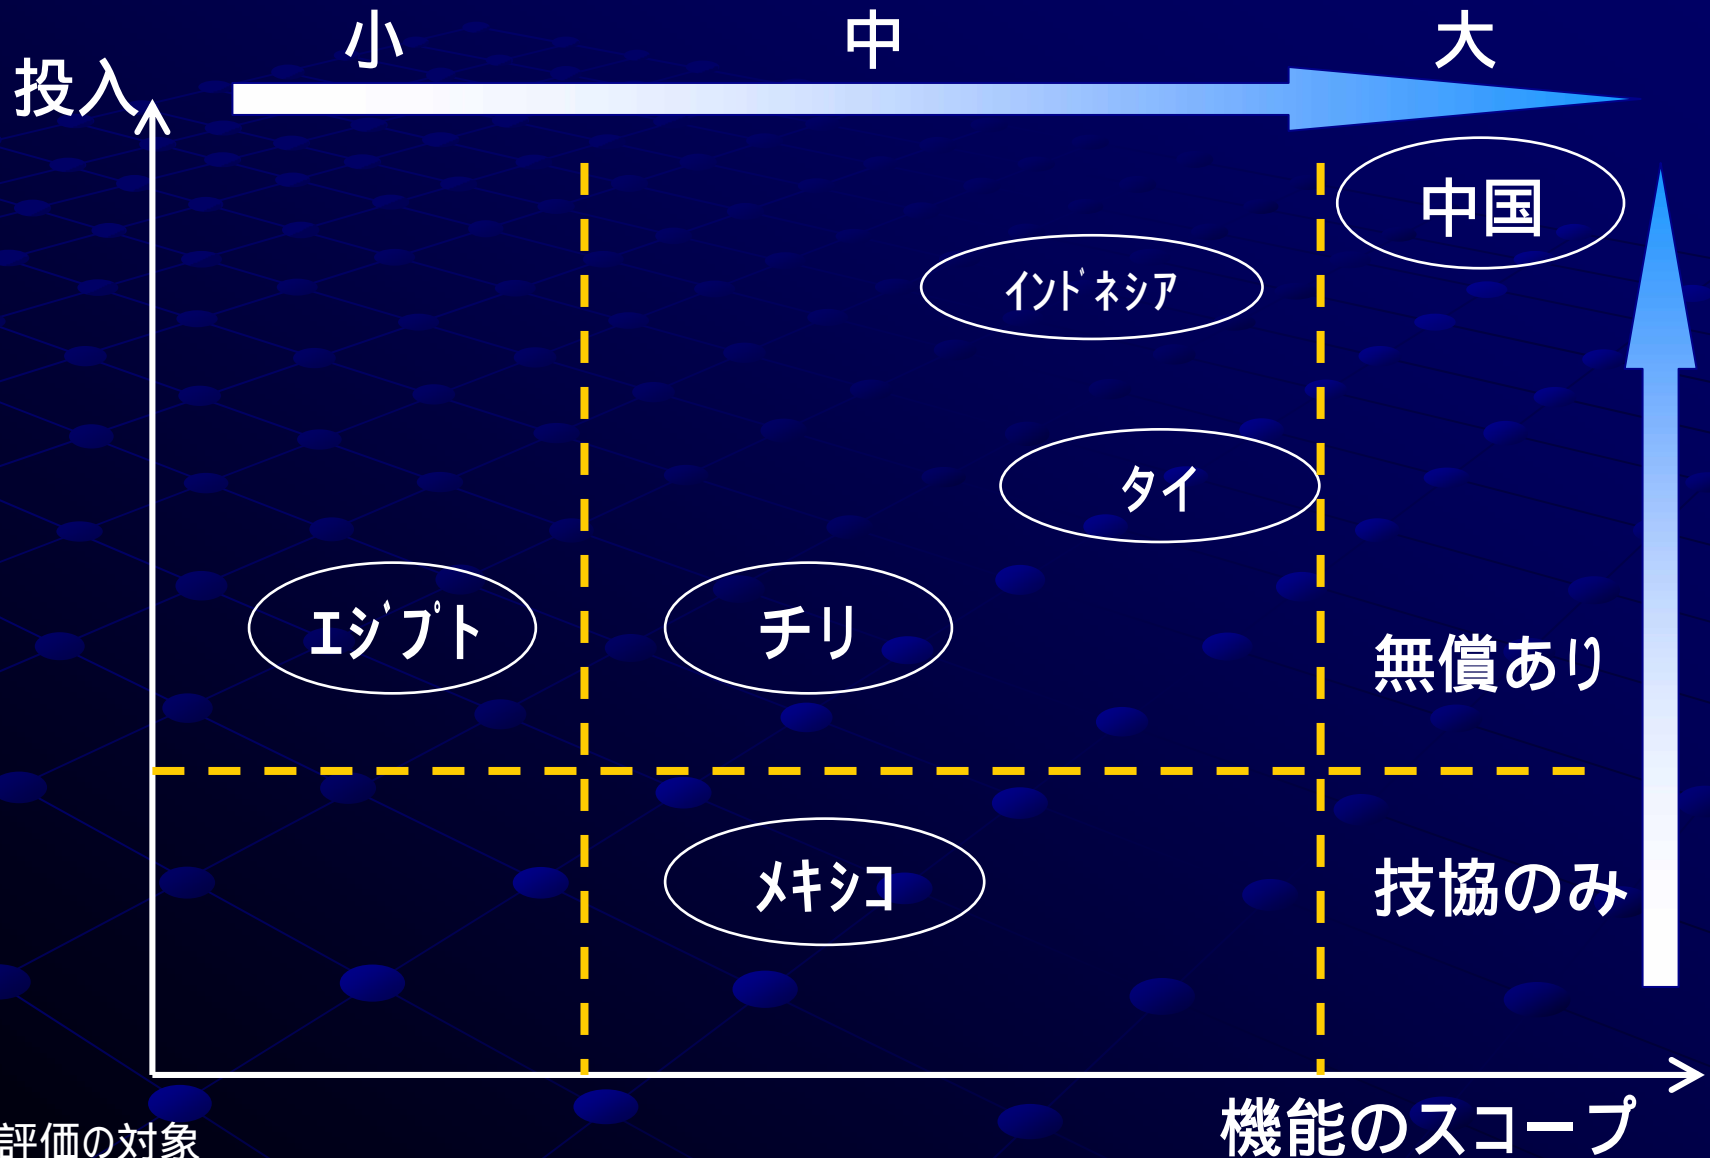 小 中 大
投入
中国
ｲﾝﾄﾞﾈｼｱ
タイ
ｴｼﾞﾌﾟﾄ
チリ
無償あり
ﾒｷｼｺ
技協のみ
機能のスコープ
評価の対象